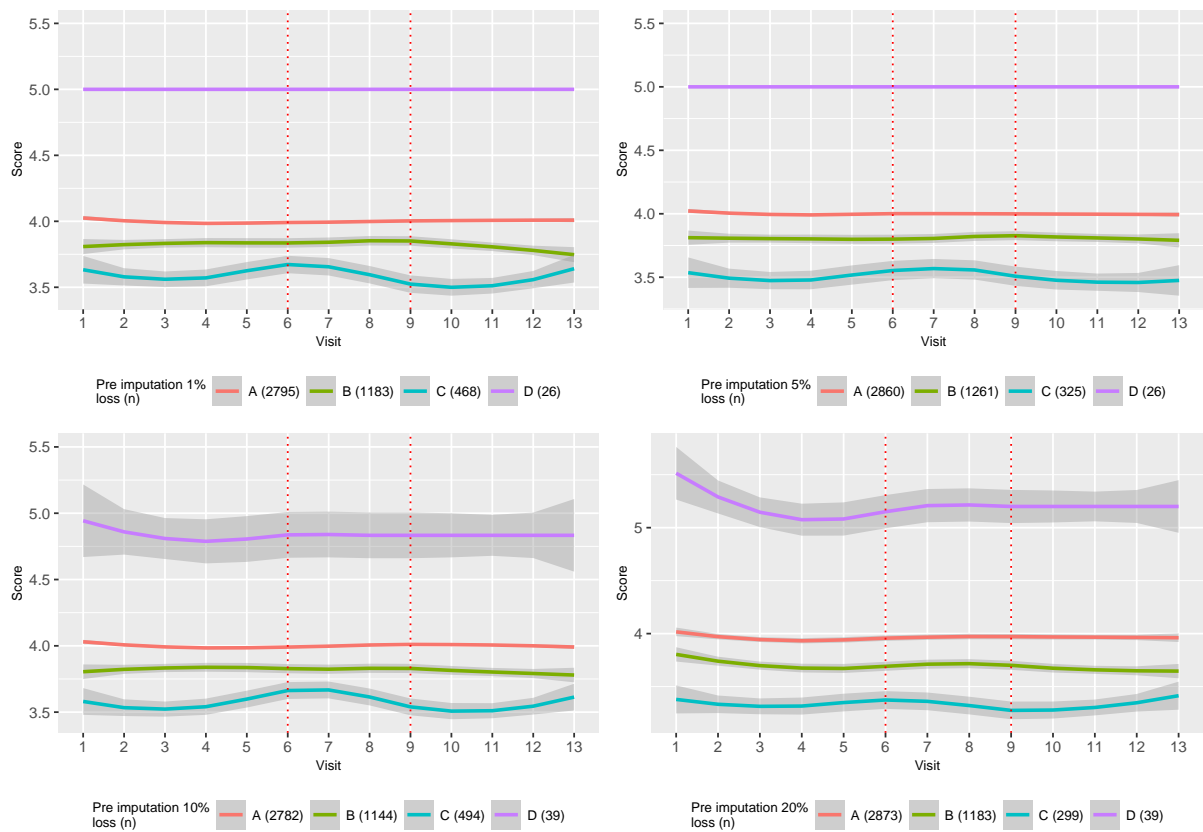 5.5
5.0
4.5
4.0
3.5
Score
1 2 3 4 5 6 7 8 9 10 11 12 13
Visit
Pre imputation 1%
loss (n)
A (2795) B (1183) C (468) D (26)
5.5
5.0
4.5
4.0
3.5
Score
1 2 3 4 5 6 7 8 9 10 11 12 13
Visit
Pre imputation 5%
loss (n)
A (2860) B (1261) C (325) D (26)
5.5
5.0
4.5
4.0
3.5
Score
1 2 3 4 5 6 7 8 9 10 11 12 13
Visit
Pre imputation 10%
loss (n)
A (2782) B (1144) C (494) D (39)
5
4
Score
1 2 3 4 5 6 7 8 9 10 11 12 13
Visit
Pre imputation 20%
loss (n)
A (2873) B (1183) C (299) D (39)